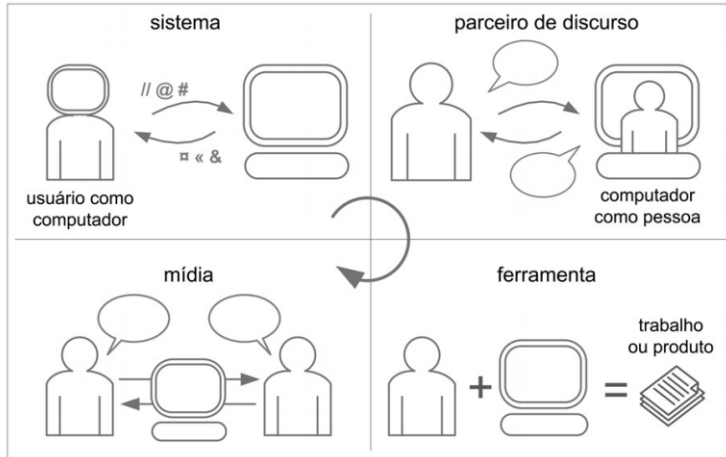 sistema
// @ #
¤ « &
usuário como
computador
parceiro de discurso
computador
como pessoa
mídia
ferramenta
+
=
trabalho
ou produto